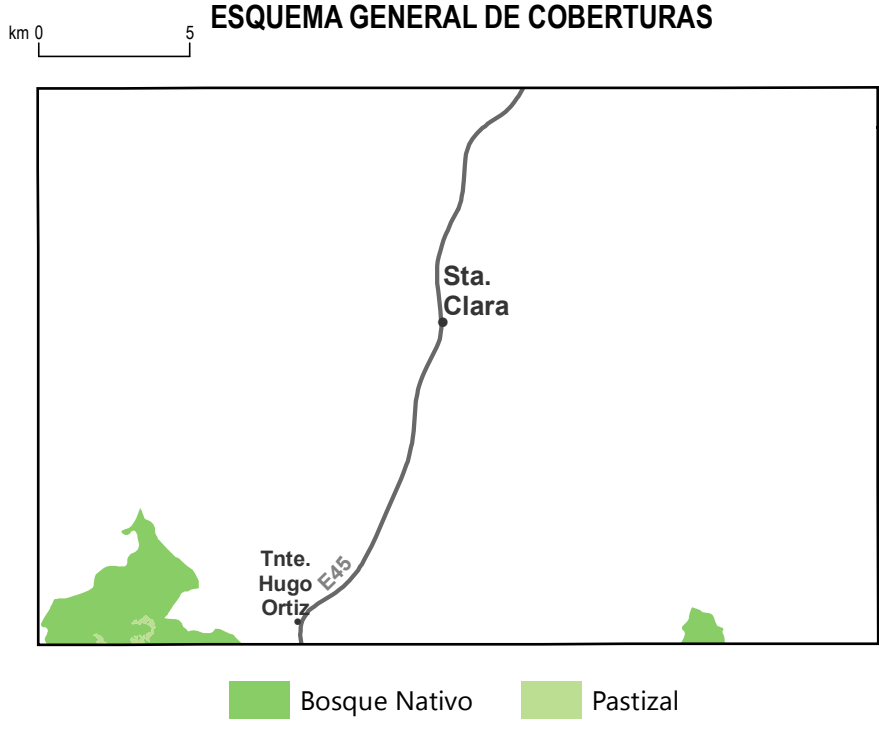 ESQUEMA GENERAL DE COBERTURAS
km 0 5
Sta.
Clara
Tnte.
Hugo
Ortiz
E45
Bosque Nativo
Pastizal